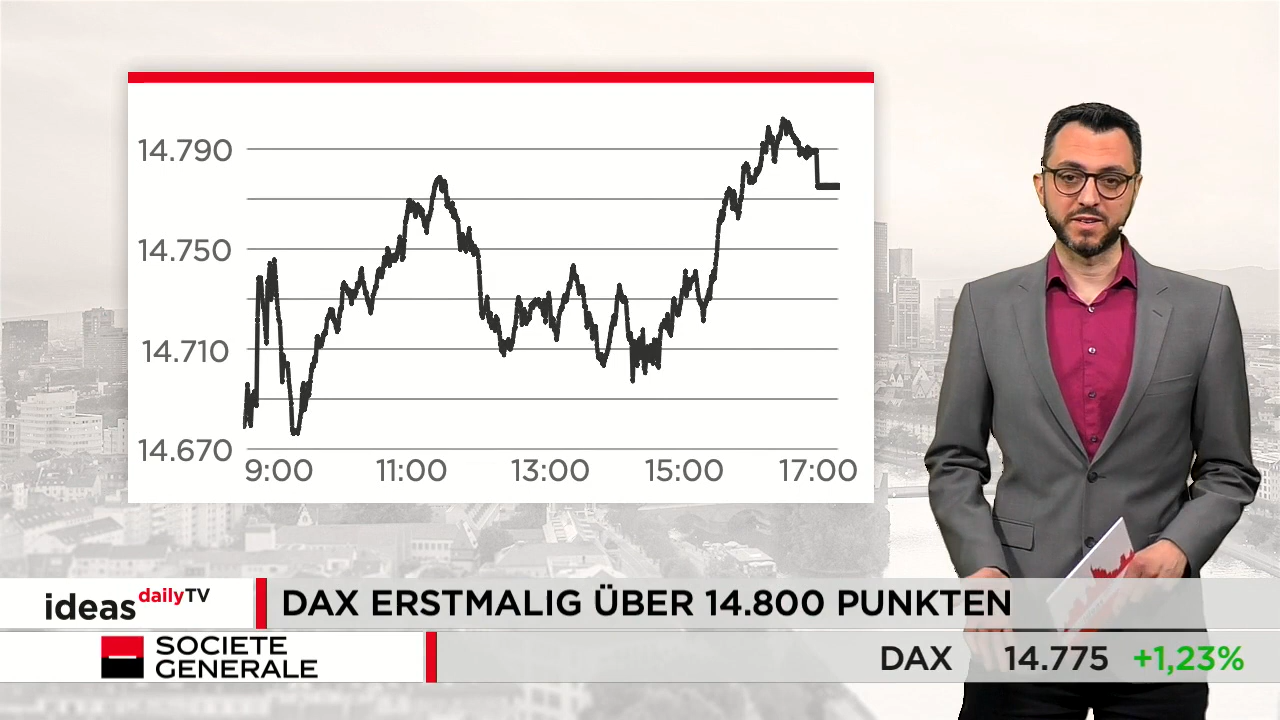 14.790
14.750
14.710
14.670
9:00 11:00 13:00 15:00 17:00
ideas dailyTV
DAX ERSTMALIG ÜBER 14.800 PUNKTEN
SOCIETE
GENERALE
DAX 14.775 +1,23%